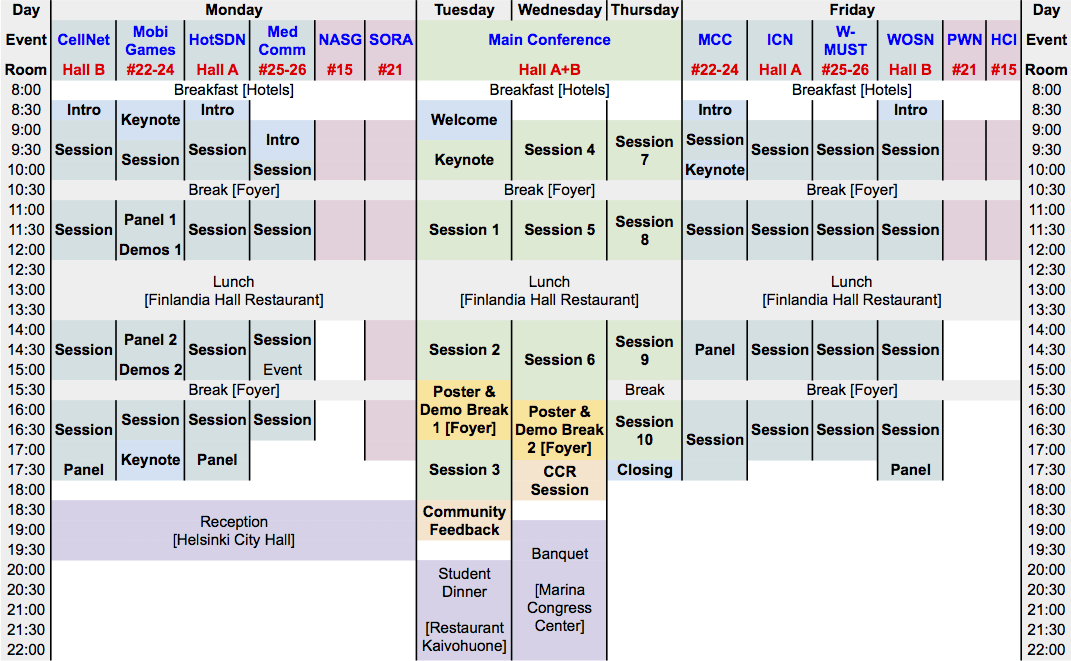 Day Monday Tuesday Wednesday Thursday Friday Day
Event CellNet Mobi Games HotSDN Med Comm NASG SORA Main Conference MCC ICN W-MUST WOSN PWN HCI Event
Room Hall B #22-24 Hall A #25-26 #15 #21 Hall A+B #22-24 Hall A #25-26 Hall B #21 #15 Room
8:00 Breakfast [Hotels] Breakfast [Hotels] Breakfast [Hotels] 8:00
8:30 Intro Intro Intro Intro 8:30
Keynote Welcome
9:00 9:00
Intro Session Session
9:30 Session Session Session Keynote Session 4 7 Session Session Session 9:30
10:00 Session Keynote 10:00
10:30 Break [Foyer] Break [Foyer] Break [Foyer] 10:30
11:00 11:00
Panel 1 Session
11:30 Session Session Session Session 1 Session 5 8 Session Session Session Session 11:30
12:00 Demos 1 12:00
12:30 12:30
Lunch Lunch Lunch
13:00 13:00
[Finlandia Hall Restaurant] [Finlandia Hall Restaurant] [Finlandia Hall Restaurant]
13:30 13:30
14:00 14:00
Panel 2 Session Session
14:30 Session Session Session 2 Session 6 9 Panel Session Session Session 14:30
15:00 Demos 2 Event 15:00
15:30 Break [Foyer] Poster & Break Break [Foyer] 15:30
16:00 Demo Break Poster & 16:00
Session Session Session Session
16:30 Session 1 [Foyer] Demo Break 10 Session Session Session Session 16:30
17:00 Keynote Panel 2 [Foyer] 17:00
17:30 Panel Session 3 CCR Closing Panel 17:30
18:00 Session 18:00
18:30 Community 18:30
Reception
19:00 Feedback 19:00
[Helsinki City Hall]
19:30 Banquet 19:30
20:00 Student 20:00
20:30 Dinner [Marina 20:30
21:00 Congress 21:00
21:30 [Restaurant Center] 21:30
22:00 Kaivohuone] 22:00